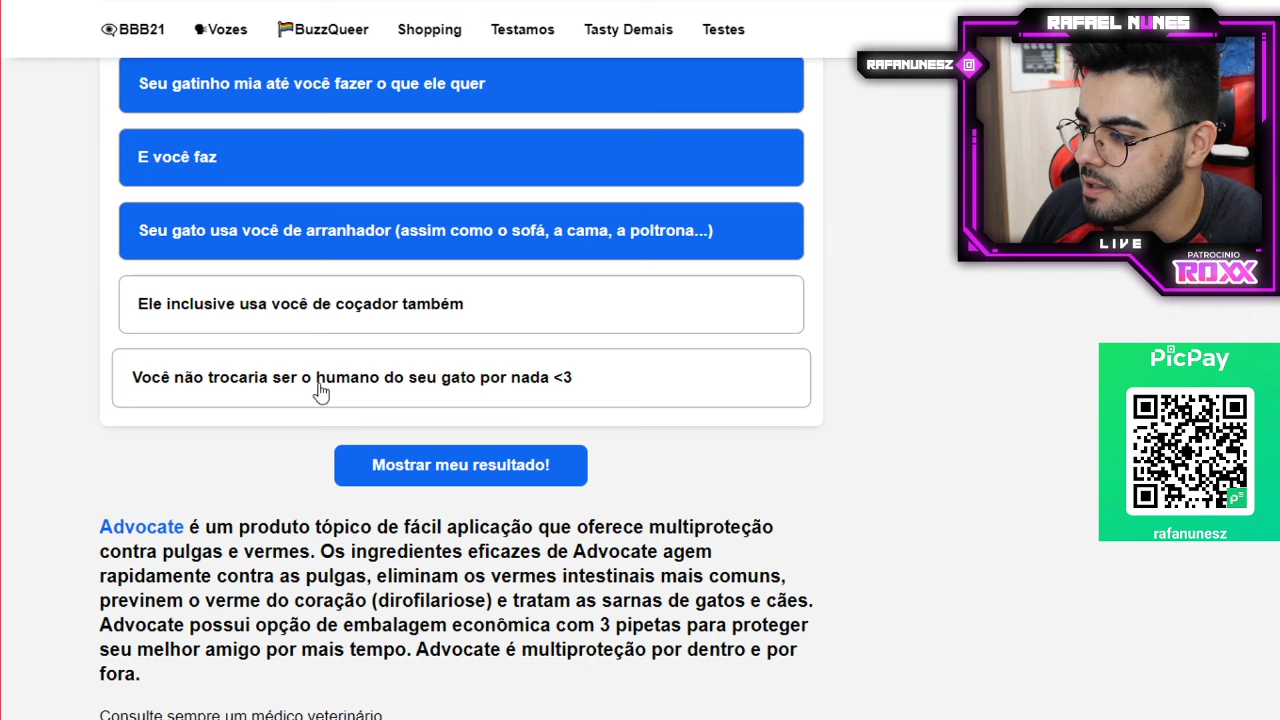 BBB21
Vozes
BuzzQueer
Shopping
Testamos
Tasty Demais
Testes
RAFAEL NUNES
RAFANUNESZ
Seu gatinho mia até você fazer o que ele quer
E você faz
Seu gato usa você de arranhador (assim como o sofá, a cama, a poltrona...)
LIVE
PATROCINIO
ROXX
Ele inclusive usa você de coçador também
Você não trocaria ser o humano do seu gato por nada <3
PicPay
rafanunesz
Mostrar meu resultado!
Advocate é um produto tópico de fácil aplicação que oferece multiproteção
contra pulgas e vermes. Os ingredientes eficazes de Advocate agem
rapidamente contra as pulgas, eliminam os vermes intestinais mais comuns,
previnem o verme do coração (dirofilariose) e tratam as sarnas de gatos e cães.
Advocate possui opção de embalagem econômica com 3 pipetas para proteger
seu melhor amigo por mais tempo. Advocate é multiproteção por dentro e por
fora.
Consulte sempre um médico veterinário